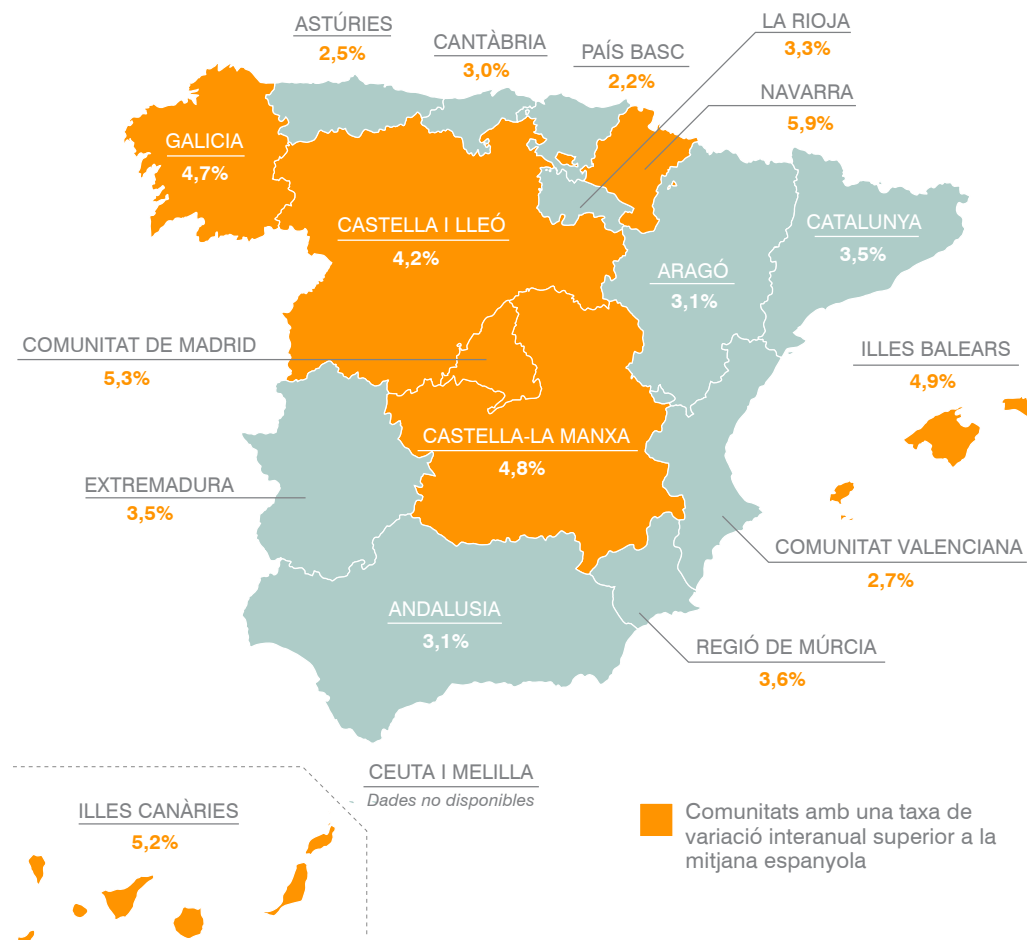 ASTÚRIES
2,5%
CANTÀBRIA
3,0%
PAÍS BASC
2,2%
LA RIOJA
3,3%
NAVARRA
5,9%
GALICIA
4,7%
CASTELLA I LLEÓ
4,2%
CATALUNYA
3,5%
ARAGÓ
3,1%
COMUNITAT DE MADRID
5,3%
ILLES BALEARS
4,9%
CASTELLA-LA MANXA
4,8%
EXTREMADURA
3,5%
COMUNITAT VALENCIANA
2,7%
ANDALUSIA
3,1%
REGIÓ DE MÚRCIA
3,6%
CEUTA I MELILLA
Dades no disponibles
ILLES CANÀRIES
5,2%
Comunitats amb una taxa de
variació interanual superior a la
mitjana espanyola